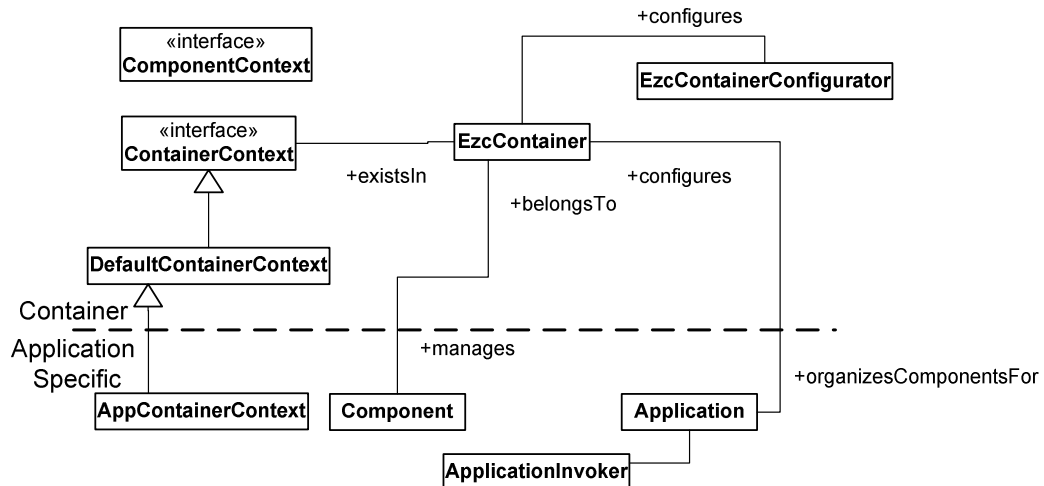 +configures
«interface»
ComponentContext
EzcContainerConfigurator
«interface»
ContainerContext
EzcContainer
+existsIn
+configures
+belongsTo
DefaultContainerContext
Container
Application
Specific
+manages
+organizesComponentsFor
AppContainerContext
Component
Application
ApplicationInvoker